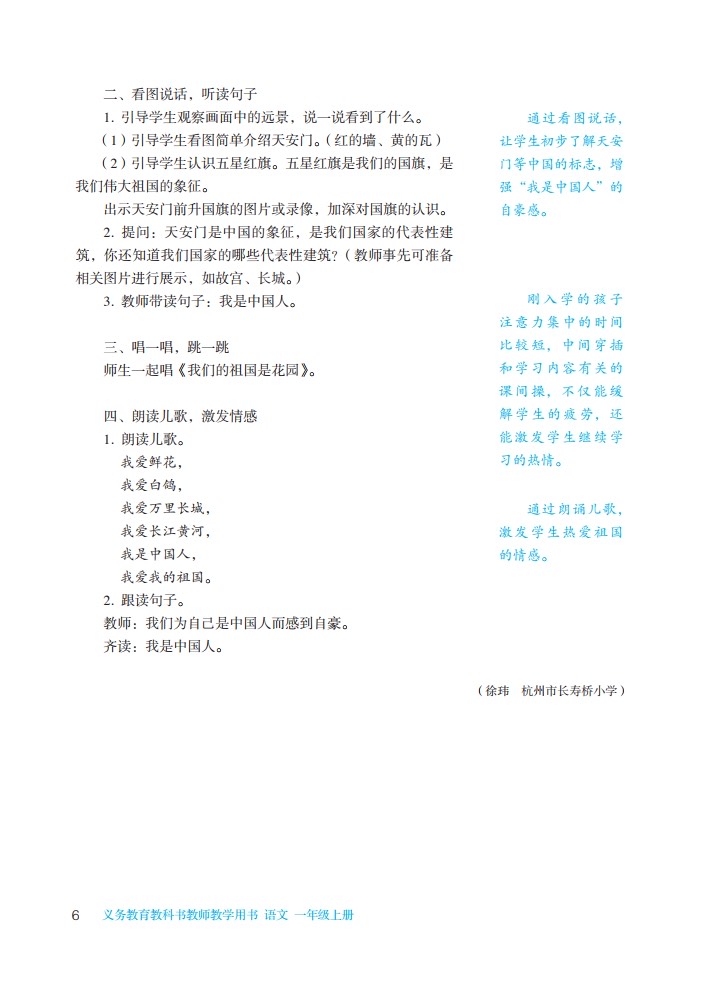 二、看图说话，听读句子
1. 引导学生观察画面中的远景，说一说看到了什么。
（1）引导学生看图简单介绍天安门。（红的墙、黄的瓦）
（2）引导学生认识五星红旗。五星红旗是我们的国旗，是
我们伟大祖国的象征。
出示天安门前升国旗的图片或录像，加深对国旗的认识。
2. 提问：天安门是中国的象征，是我们国家的代表性建
筑，你还知道我们国家的哪些代表性建筑？（教师事先可准备
相关图片进行展示，如故宫、长城。）
3. 教师带读句子：我是中国人。
三、唱一唱，跳一跳
师生一起唱《我们的祖国是花园》。
四、朗读儿歌，激发情感
1. 朗读儿歌。
我爱鲜花，
我爱白鸽，
我爱万里长城，
我爱长江黄河，
我是中国人，
我爱我的祖国。
2. 跟读句子。
教师：我们为自己是中国人而感到自豪。
齐读：我是中国人。
通过看图说话，
让学生初步了解天安
门等中国的标志，增
强“我是中国人”的
自豪感。
刚入学的孩子
注意力集中的时间
比较短，中间穿插
和学习内容有关的
课间操，不仅能缓
解学生的疲劳，还
能激发学生继续学
习的热情。
通过朗诵儿歌，
激发学生热爱祖国
的情感。
（徐玮　杭州市长寿桥小学）
6 义务教育教科书教师教学用书 语文 一年级上册